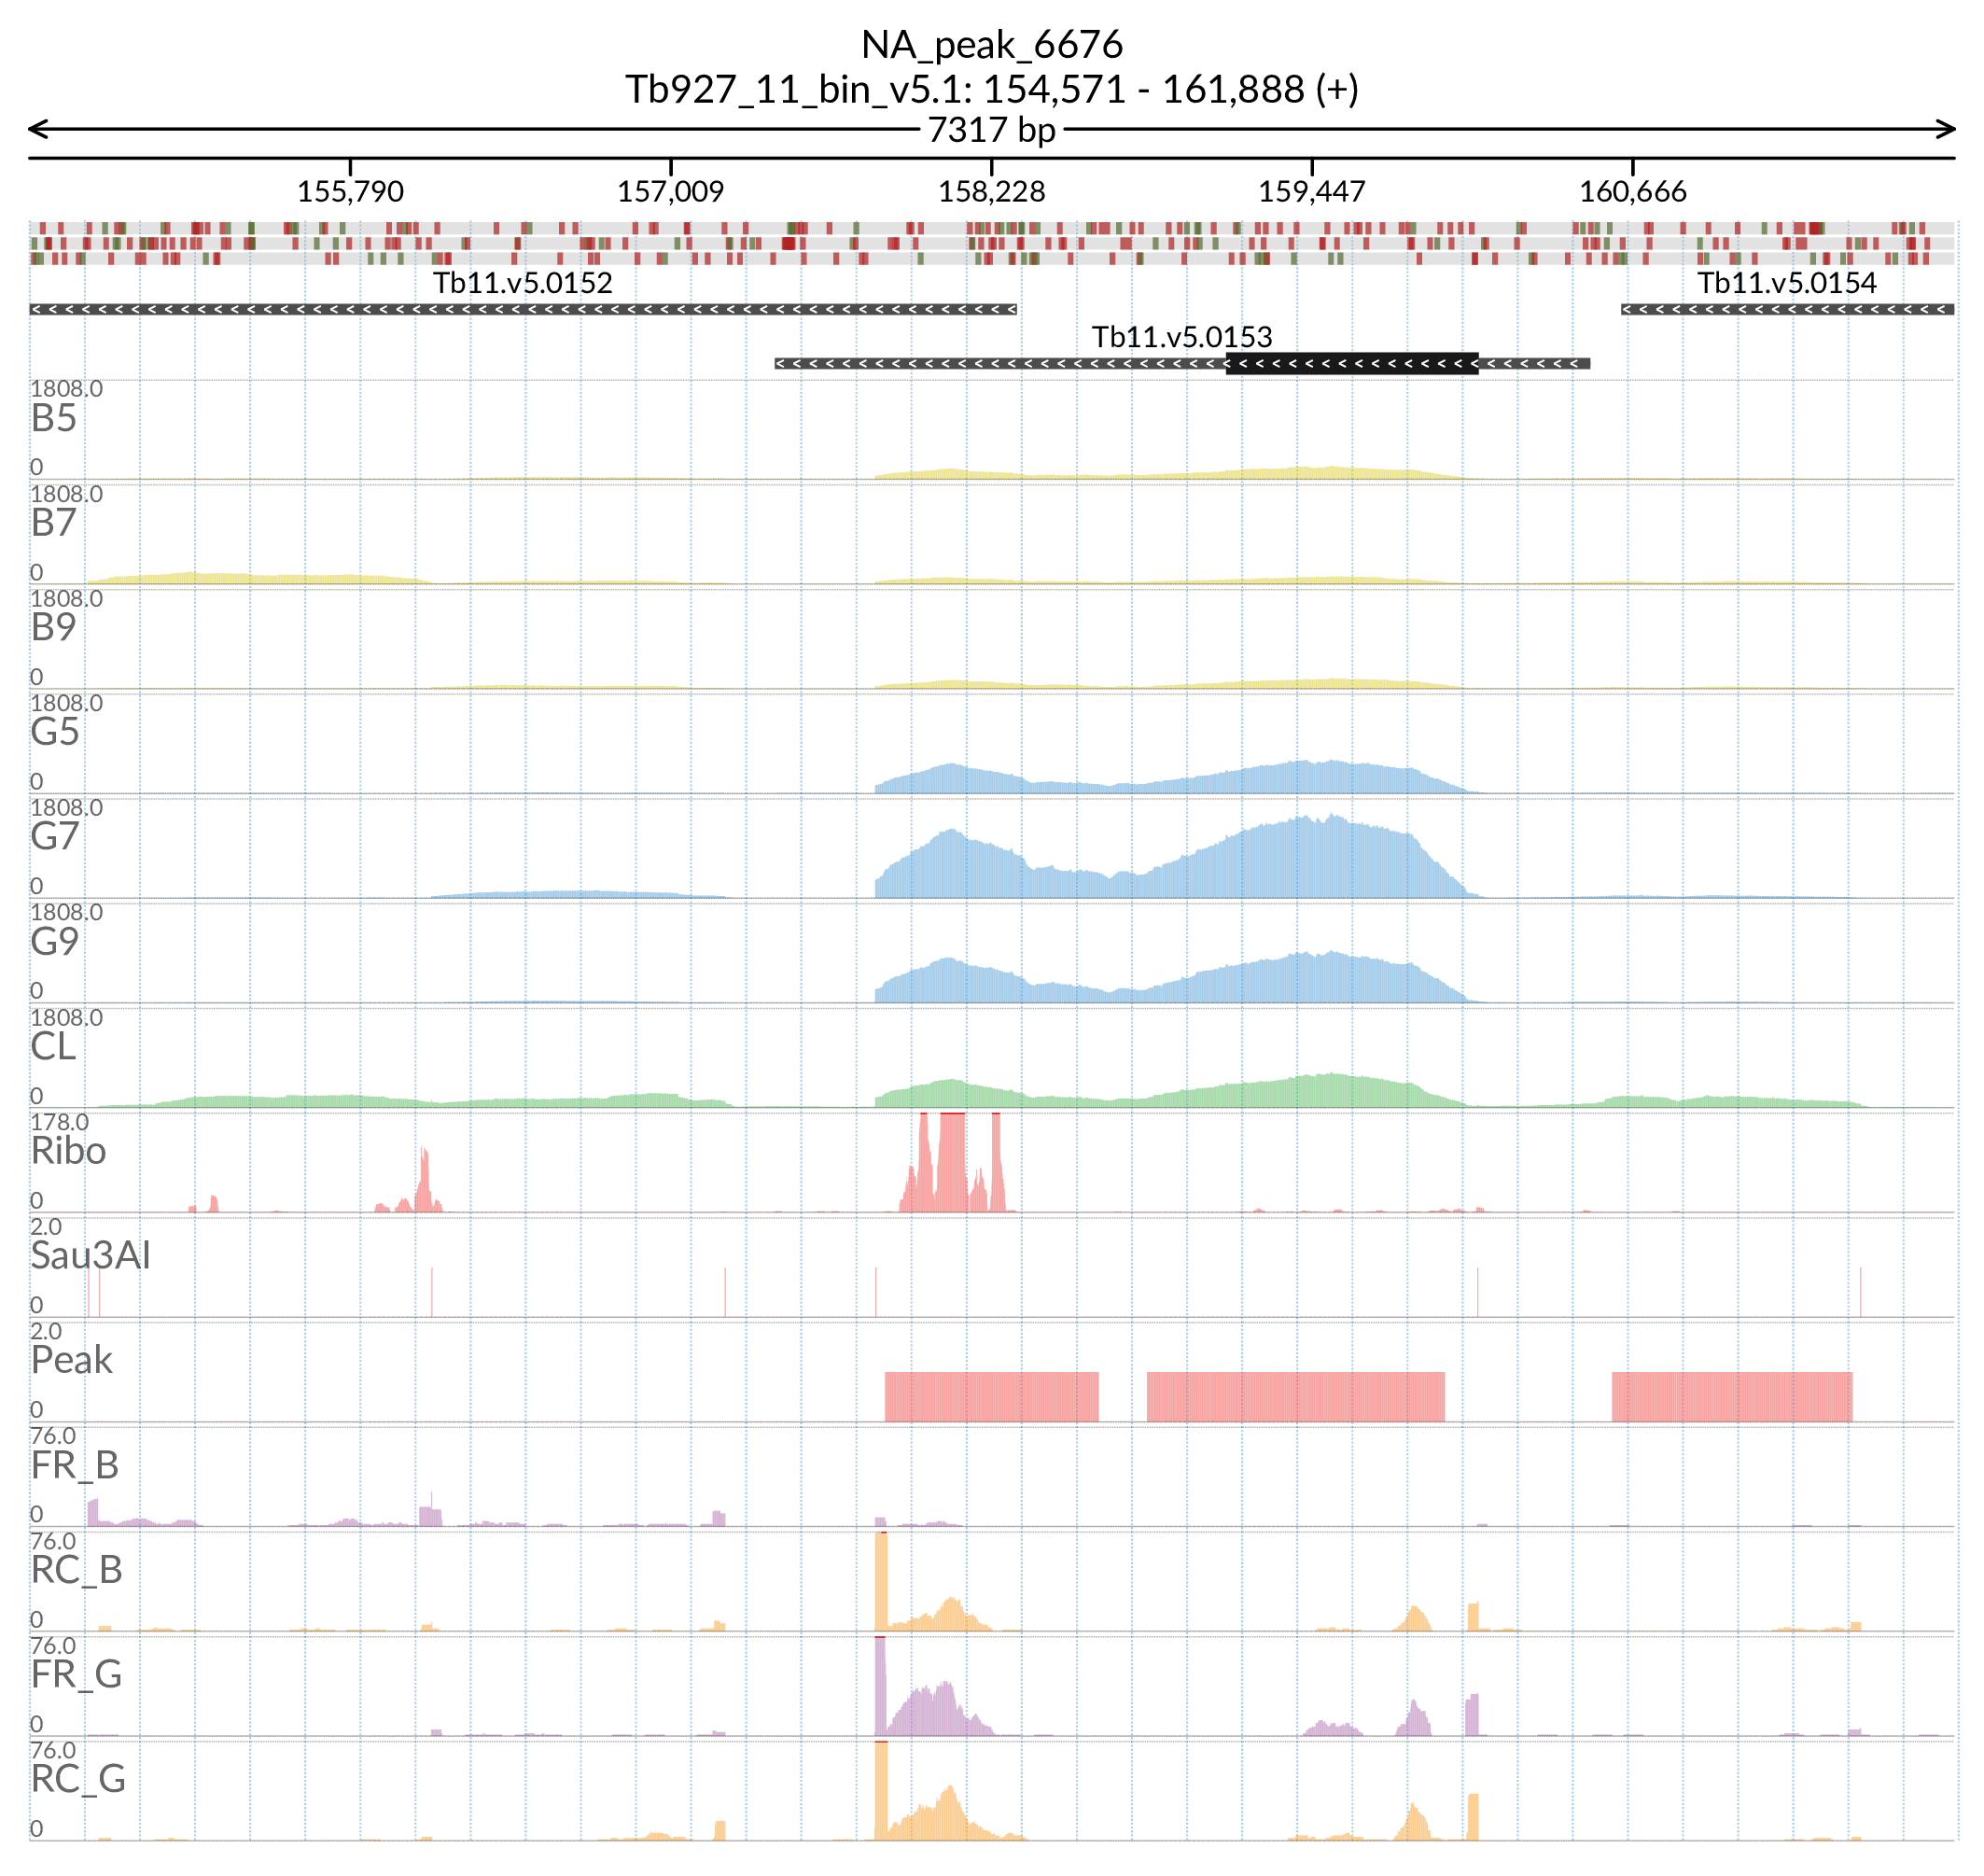 NA_peak_6676
Tb927_11_bin_v5.1: 154,571 - 161,888 (+)
7317 bp
155,790 157,009 158,228 159,447 160,666
Tb11.v5.0152 Tb11.v5.0154
Tb11.v5.0153
1808.0
B5
0
1808.0
B7
0
1808.0
B9
0
1808.0
G5
0
1808.0
G7
0
1808.0
G9
0
1808.0
CL
0
178.0
Ribo
0
2.0
Sau3AI
0
2.0
Peak
0
76.0
FR_B
0
76.0
RC_B
0
76.0
FR_G
0
76.0
RC_G
0